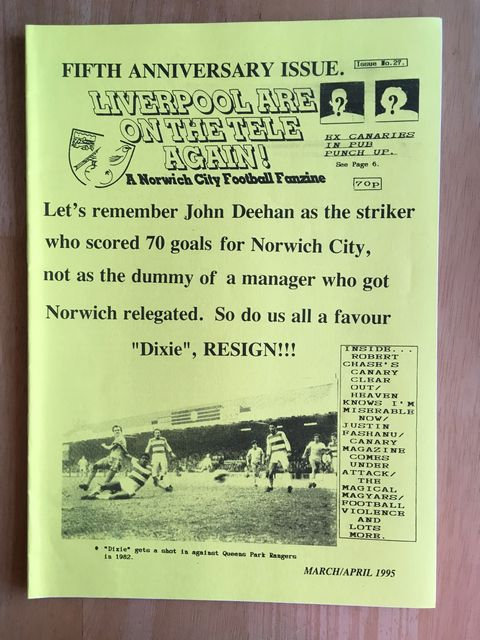 FIFTH ANNIVERSARY ISSUE.
Issue No.27.
LIVERPOOL ARE
ON THE TELE
AGAIN!
A Norwich City Football Fanzine
?
?
EX CANARIES
IN PUB
PUNCH UP.
See Page 6.
70p
Let's remember John Deehan as the striker
who scored 70 goals for Norwich City,
not as the dummy of a manager who got
Norwich relegated. So do us all a favour
"Dixie", RESIGN!!!
INSIDE...
ROBERT
CHASE'S
CANARY
CLEAR
OUT/
HEAVEN
KNOWS I'M
MISERABLE
NOW/
JUSTIN
FASHANU/
CANARY
MAGAZINE
COMES
UNDER
ATTACK/
THE
MAGICAL
MAGYARS/
FOOTBALL
VIOLENCE
AND
LOTS
MORE.
* "Dixie" gets a shot in against Queens Park Rangers
in 1982.
MARCH/APRIL 1995